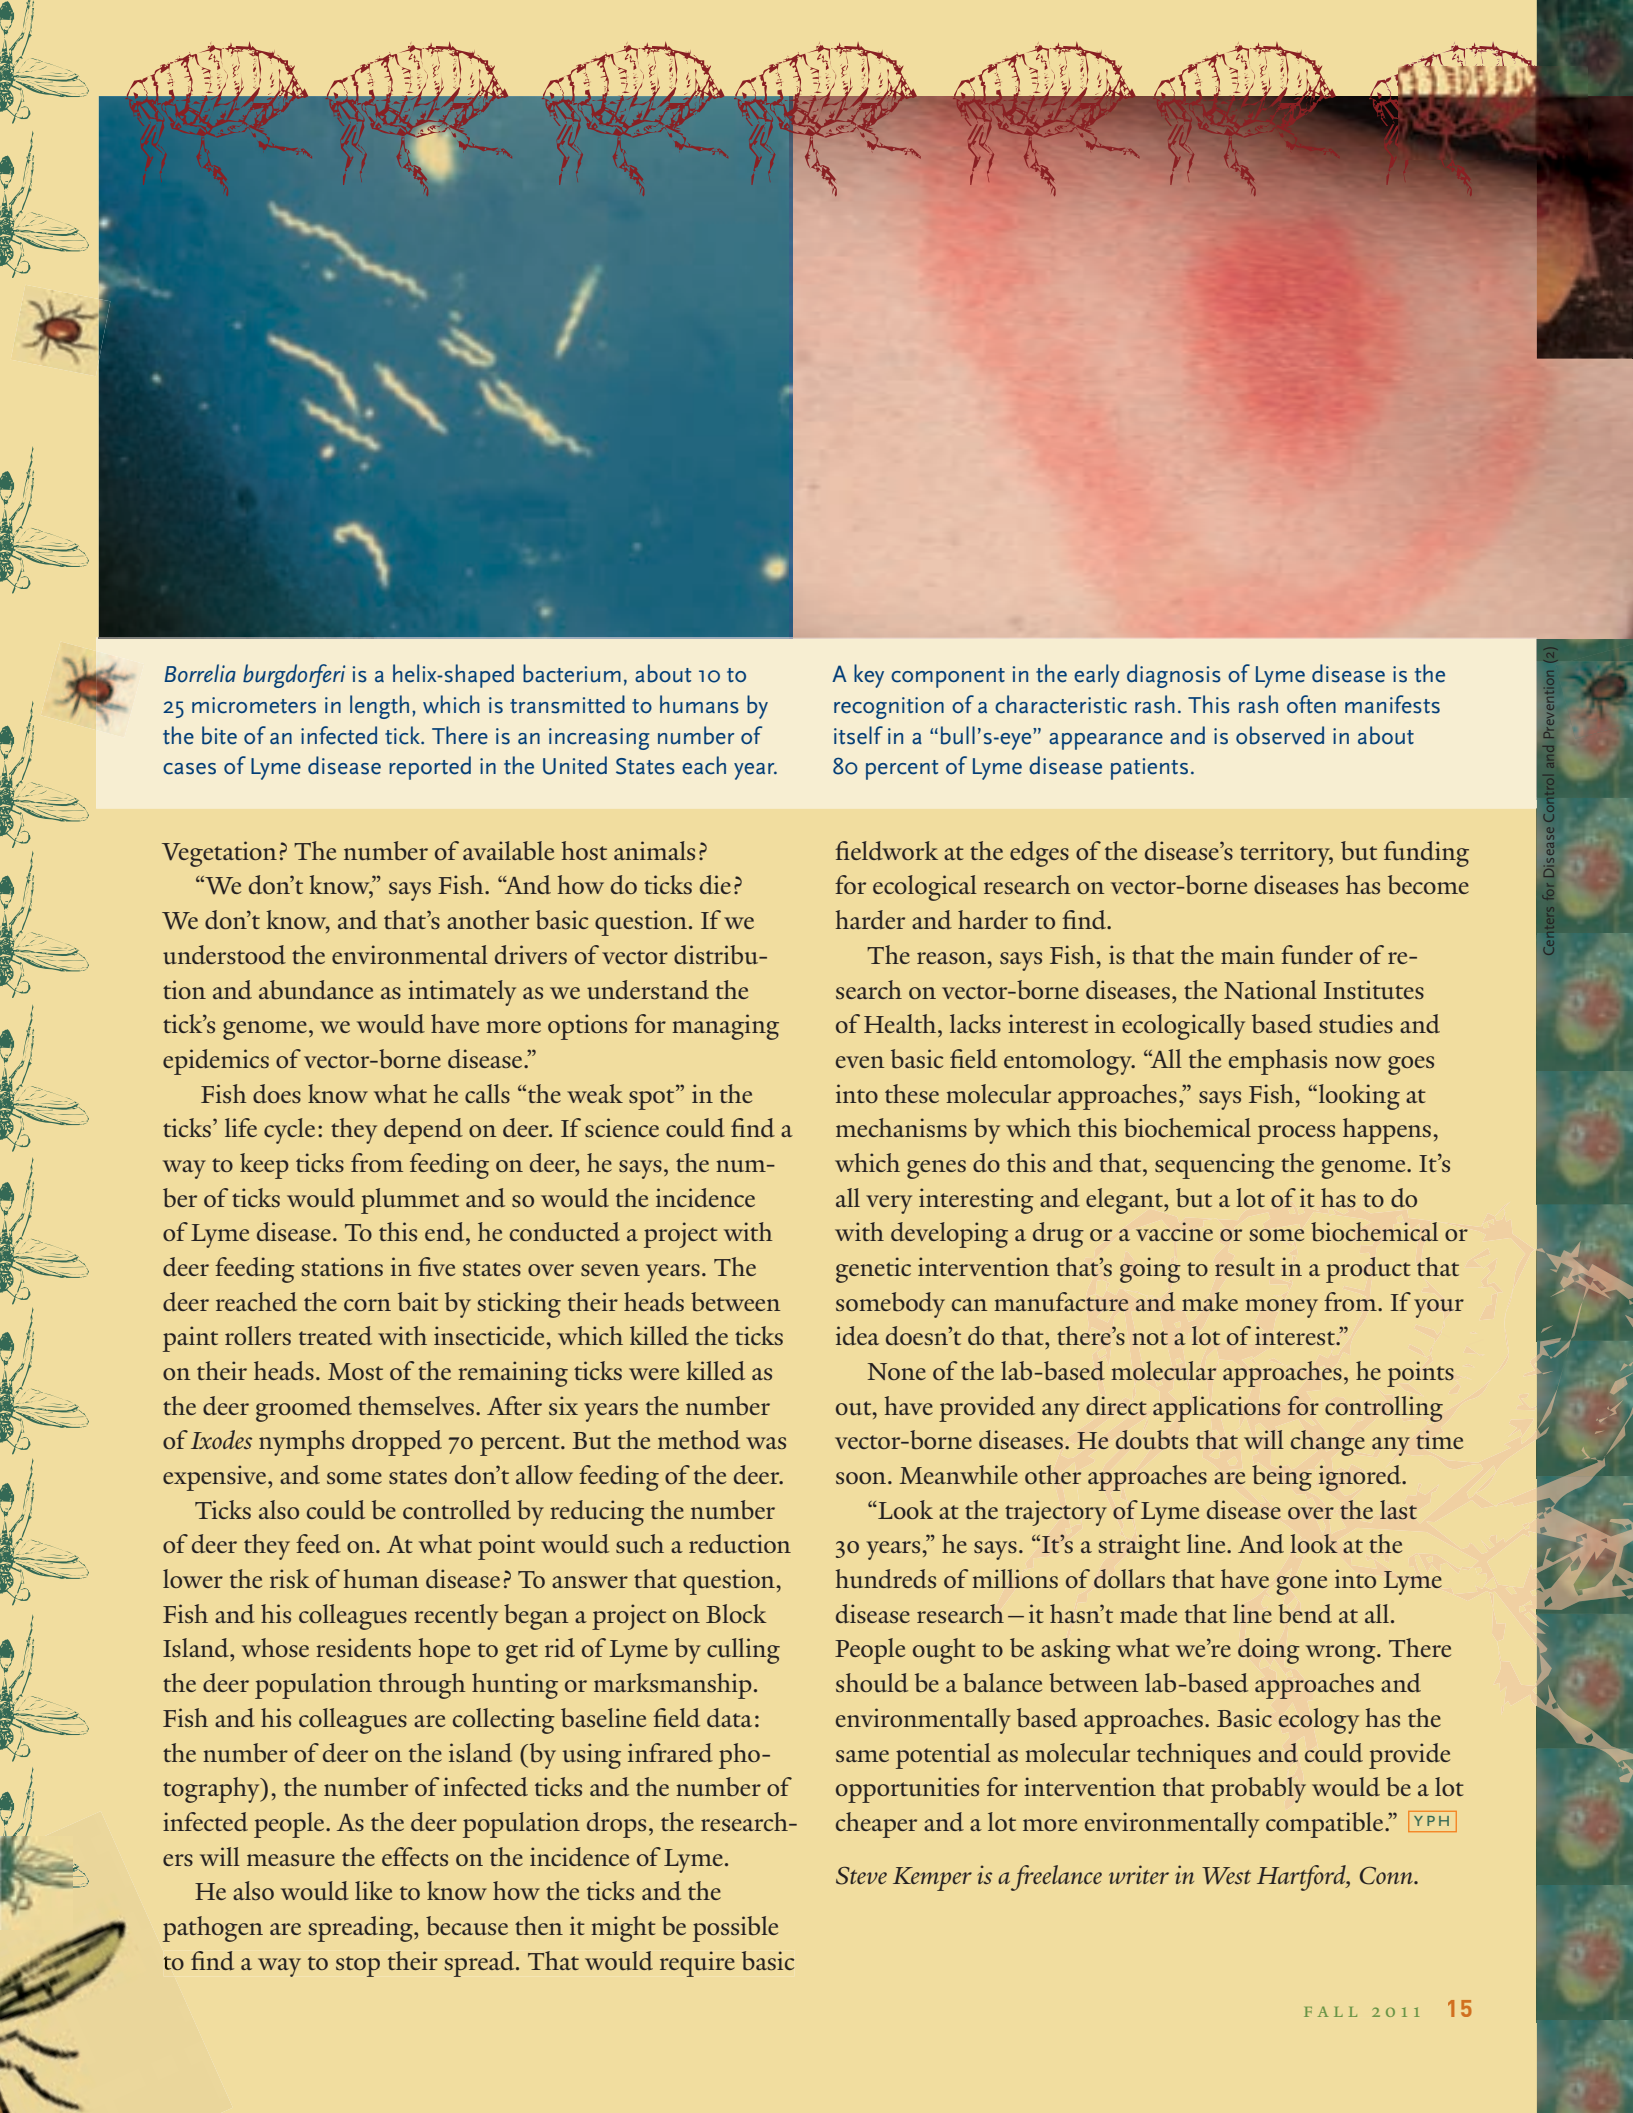 Borrelia burgdorferi is a helix-shaped bacterium, about 10 to
25 micrometers in length, which is transmitted to humans by
the bite of an infected tick. There is an increasing number of
cases of Lyme disease reported in the United States each year.
A key component in the early diagnosis of Lyme disease is the
recognition of a characteristic rash. This rash often manifests
itself in a “bull’s-eye” appearance and is observed in about
80 percent of Lyme disease patients.
Centers for Disease Control and Prevention (2)
Vegetation? The number of available host animals?
“We don’t know,” says Fish. “And how do ticks die?
We don’t know, and that’s another basic question. If we
understood the environmental drivers of vector distribu-
tion and abundance as intimately as we understand the
tick’s genome, we would have more options for managing
epidemics of vector-borne disease.”
Fish does know what he calls “the weak spot” in the
ticks’ life cycle: they depend on deer. If science could find a
way to keep ticks from feeding on deer, he says, the num-
ber of ticks would plummet and so would the incidence
of Lyme disease. To this end, he conducted a project with
deer feeding stations in five states over seven years. The
deer reached the corn bait by sticking their heads between
paint rollers treated with insecticide, which killed the ticks
on their heads. Most of the remaining ticks were killed as
the deer groomed themselves. After six years the number
of Ixodes nymphs dropped 70 percent. But the method was
expensive, and some states don’t allow feeding of the deer.
Ticks also could be controlled by reducing the number
of deer they feed on. At what point would such a reduction
lower the risk of human disease? To answer that question,
Fish and his colleagues recently began a project on Block
Island, whose residents hope to get rid of Lyme by culling
the deer population through hunting or marksmanship.
Fish and his colleagues are collecting baseline field data:
the number of deer on the island (by using infrared pho-
tography), the number of infected ticks and the number of
infected people. As the deer population drops, the research-
ers will measure the effects on the incidence of Lyme.
He also would like to know how the ticks and the
pathogen are spreading, because then it might be possible
to find a way to stop their spread. That would require basic
fieldwork at the edges of the disease’s territory, but funding
for ecological research on vector-borne diseases has become
harder and harder to find.
The reason, says Fish, is that the main funder of re-
search on vector-borne diseases, the National Institutes
of Health, lacks interest in ecologically based studies and
even basic field entomology. “All the emphasis now goes
into these molecular approaches,” says Fish, “looking at
mechanisms by which this biochemical process happens,
which genes do this and that, sequencing the genome. It’s
all very interesting and elegant, but a lot of it has to do
with developing a drug or a vaccine or some biochemical or
genetic intervention that’s going to result in a product that
somebody can manufacture and make money from. If your
idea doesn’t do that, there’s not a lot of interest.”
None of the lab-based molecular approaches, he points
out, have provided any direct applications for controlling
vector-borne diseases. He doubts that will change any time
soon. Meanwhile other approaches are being ignored.
“Look at the trajectory of Lyme disease over the last
30 years,” he says. “It’s a straight line. And look at the
hundreds of millions of dollars that have gone into Lyme
disease research—it hasn’t made that line bend at all.
People ought to be asking what we’re doing wrong. There
should be a balance between lab-based approaches and
environmentally based approaches. Basic ecology has the
same potential as molecular techniques and could provide
opportunities for intervention that probably would be a lot
cheaper and a lot more environmentally compatible.” YPH
Steve Kemper is a freelance writer in West Hartford, Conn.
FALL 2011 15